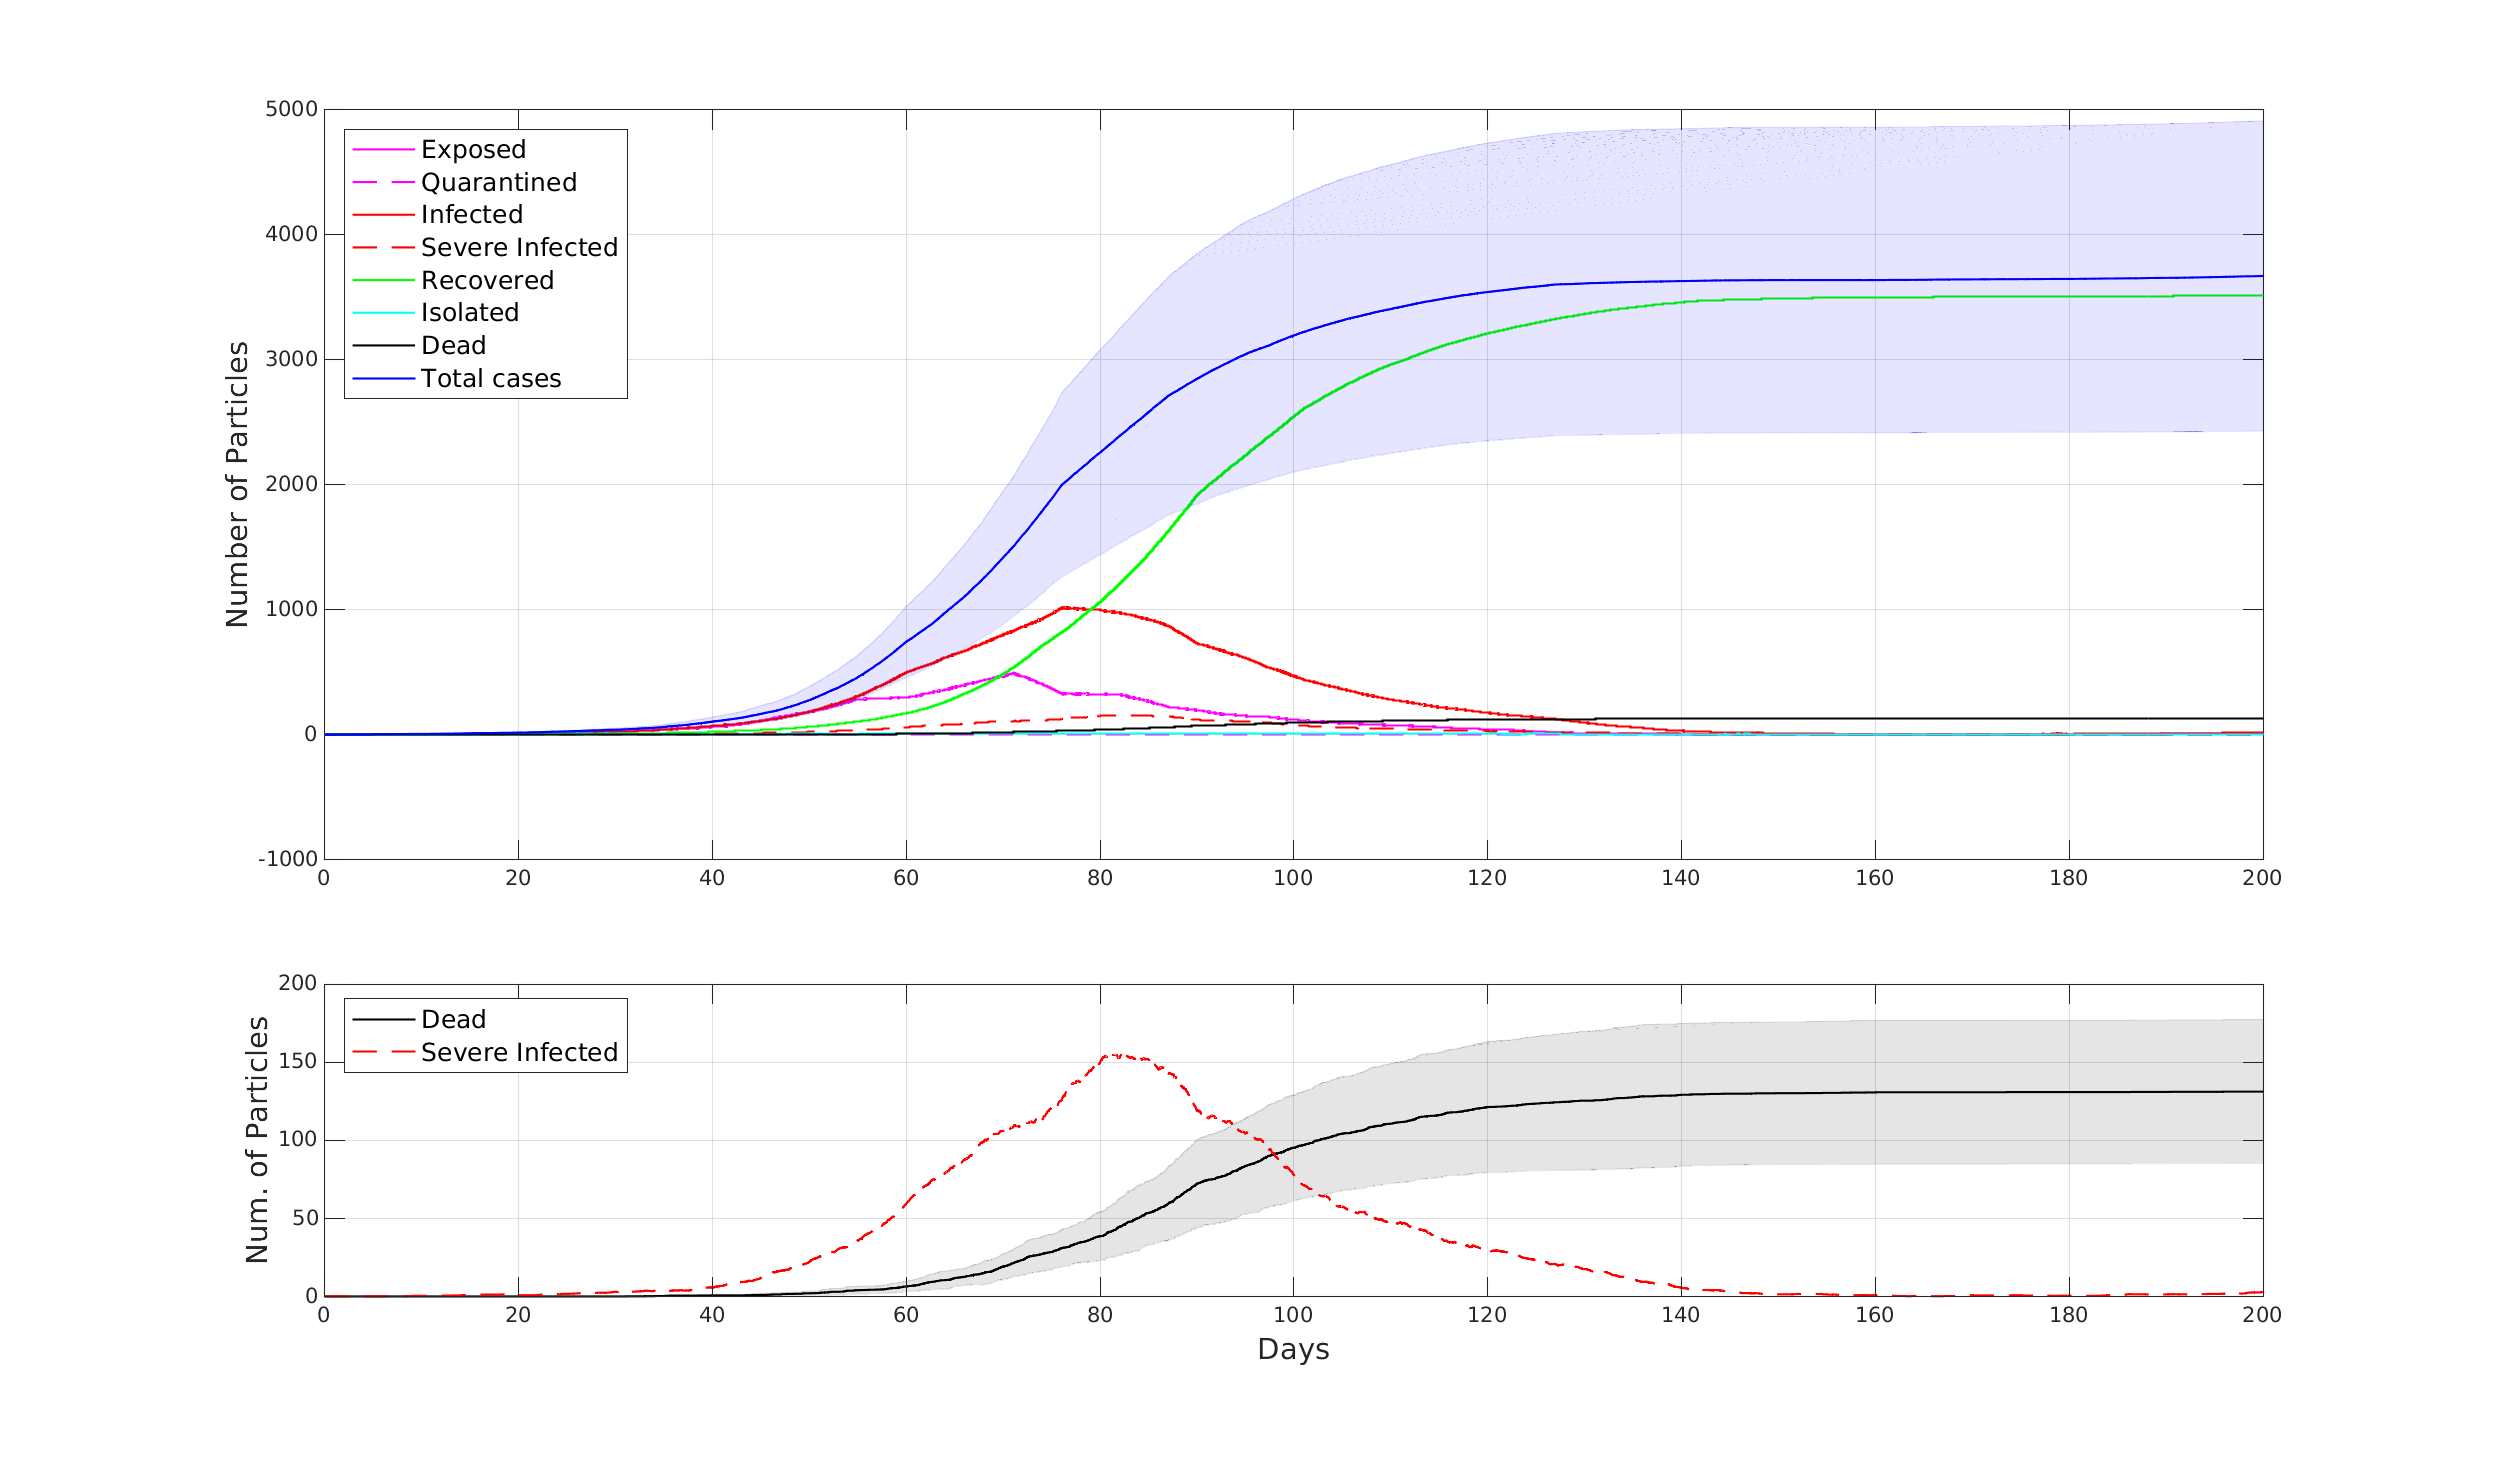 5000
4000
3000
2000
1000
0
-1000
Number of Particles
Exposed
Quarantined
Infected
Severe Infected
Recovered
Isolated
Dead
Total cases
0 20 40 60 80 100 120 140 160 180 200
200
150
100
50
0
Num. of Particles
Dead
Severe Infected
0 20 40 60 80 100 120 140 160 180 200
Days